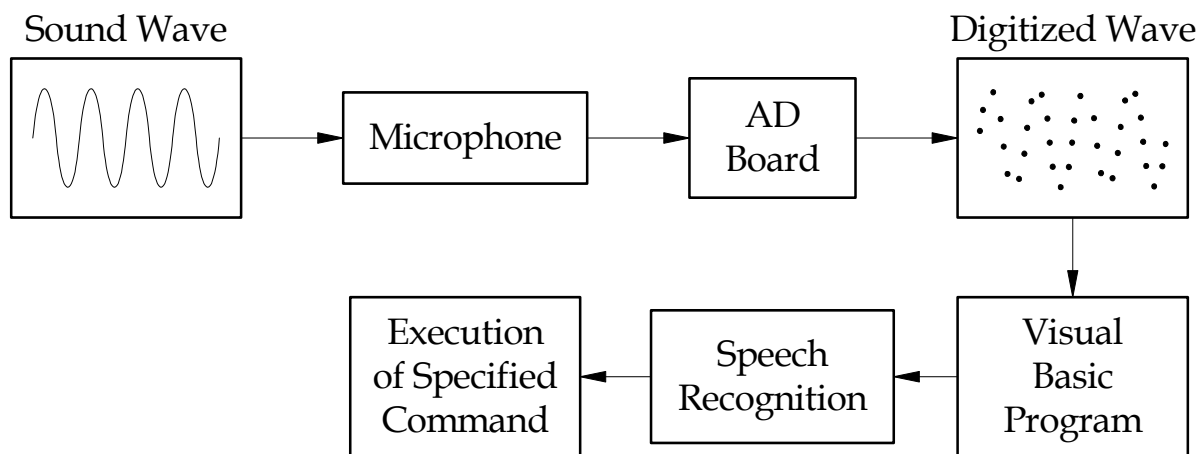 Sound Wave
Digitized Wave
Microphone
AD
Board
Execution
of Specified
Command
Speech
Recognition
Visual
Basic
Program